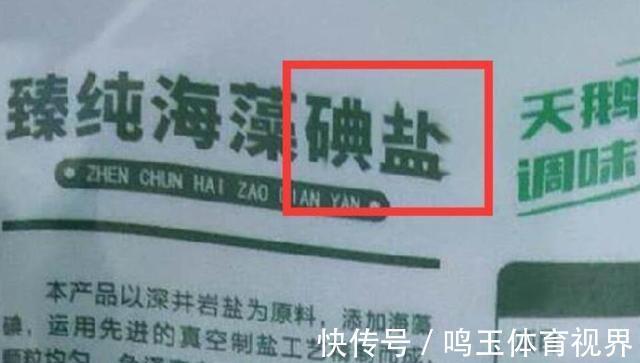 臻纯海藻碘盐
天鹅
ZHEN CHUN HAI ZAO DIAN YAN
调味
本产品以深井岩盐为原料，添加海藻
碘，运用先进的真空制盐工艺
快传号 / 鸣玉体育视界